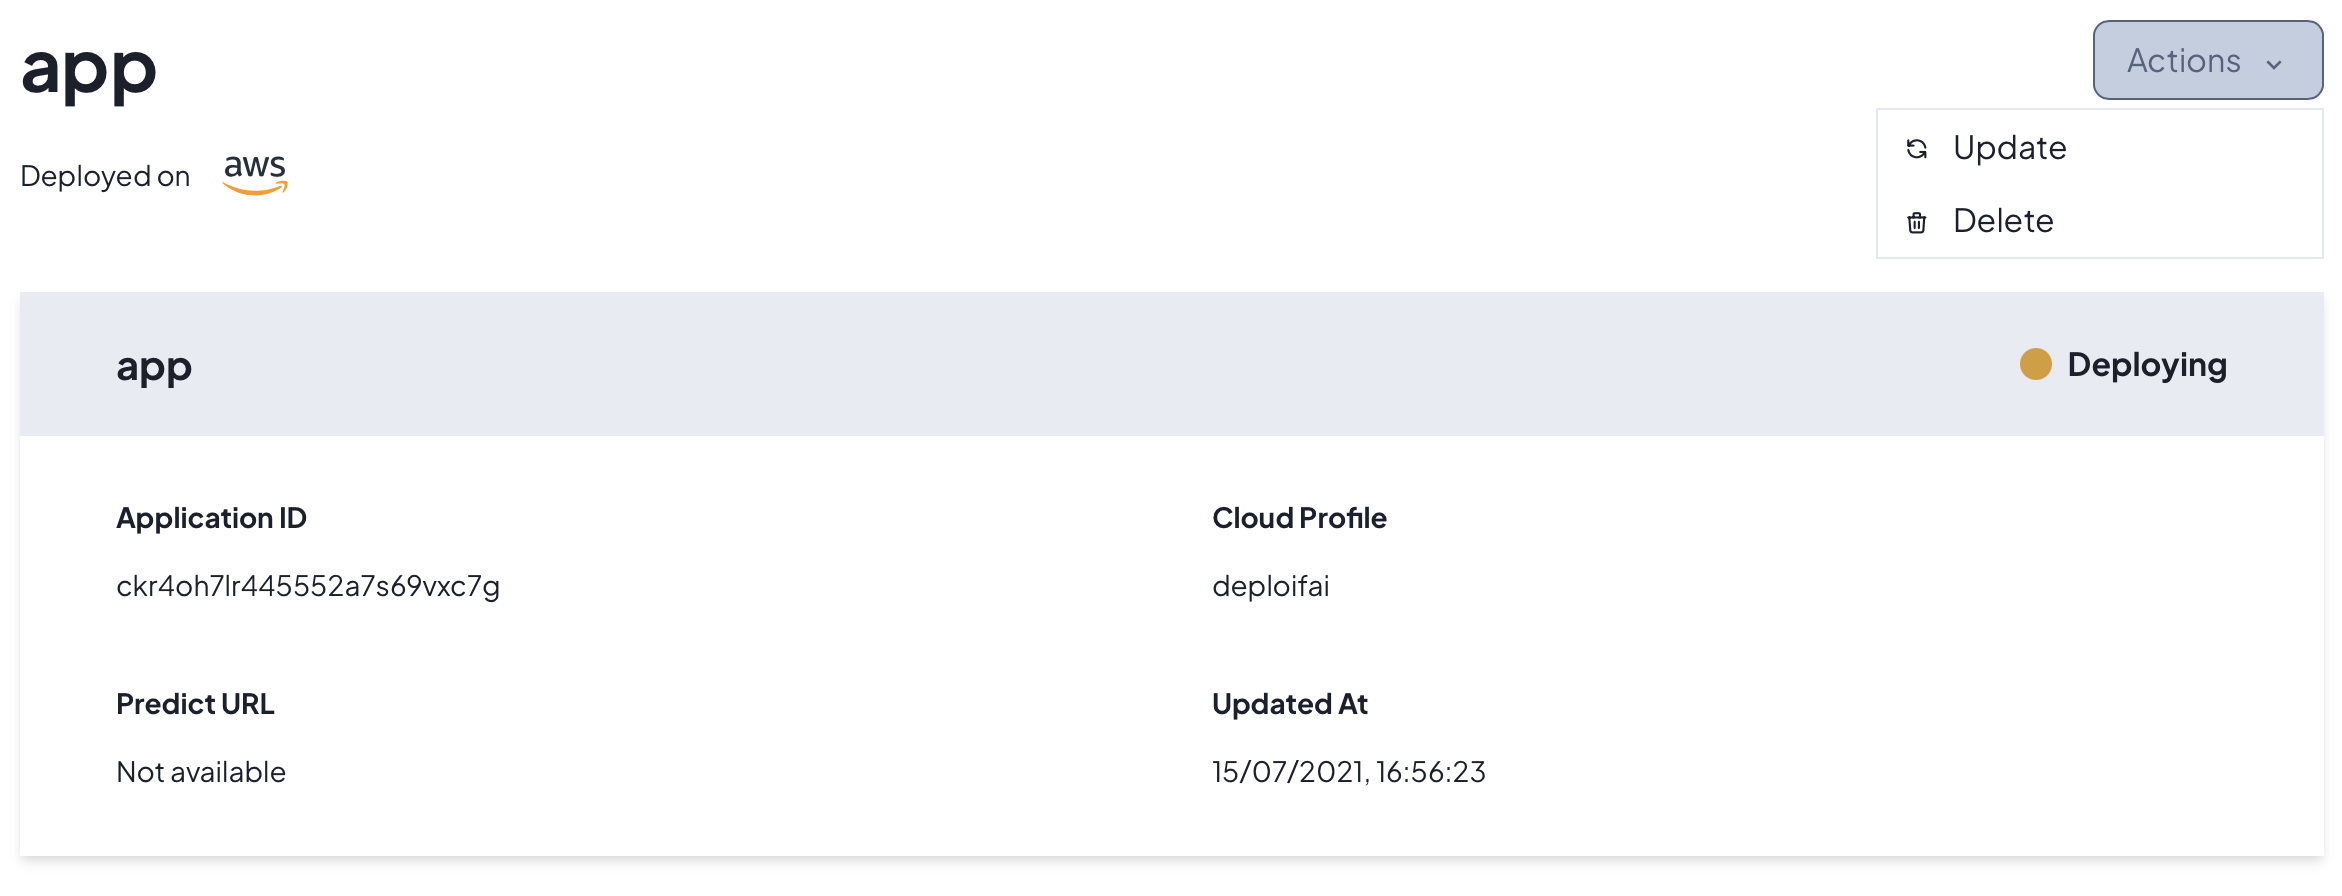 app
Actions
Deployed on aws
Update
Delete
app
Deploying
Application ID
Cloud Profile
ckr4oh7lr445552a7s69vxc7g
deploifai
Predict URL
Updated At
Not available
15/07/2021, 16:56:23